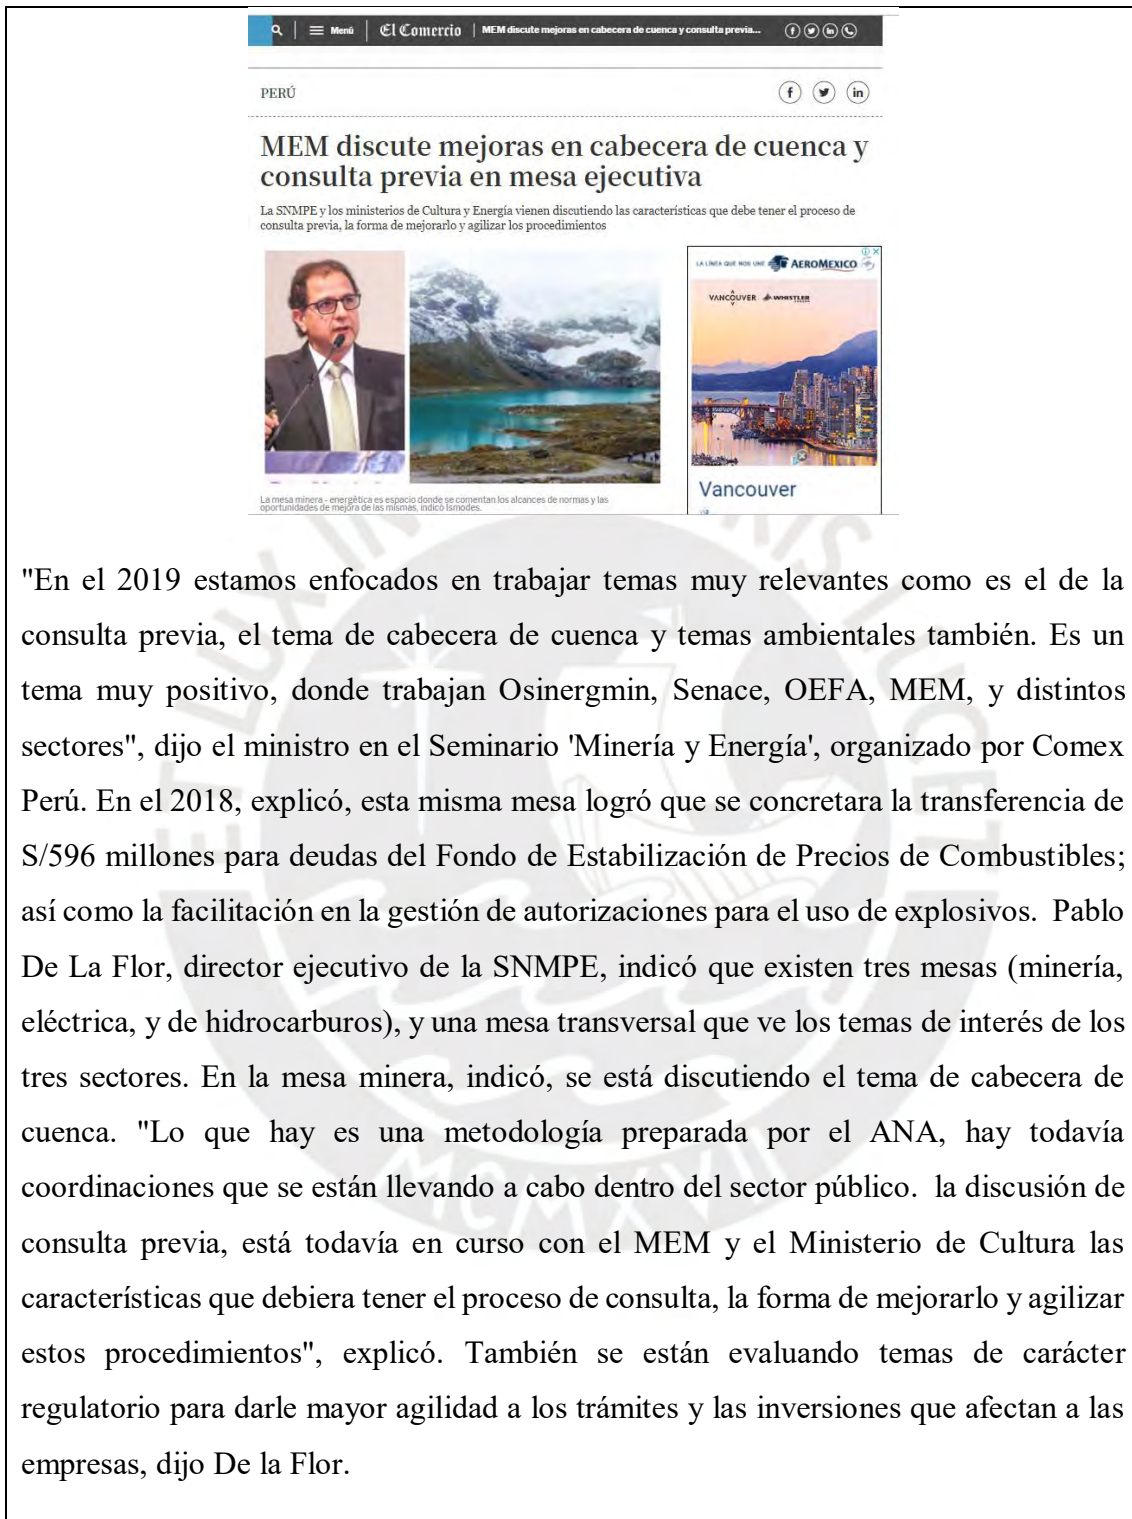 Menú
El Comercio
MEM discute mejoras en cabecera de cuenca y consulta previa...
PERÚ
MEM discute mejoras en cabecera de cuenca y
consulta previa en mesa ejecutiva
La SNMPE y los ministerios de Cultura y Energía vienen discutiendo las características que debe tener el proceso de
consulta previa, la forma de mejorarlo y agilizar los procedimientos
LA LÍNEA QUE NOS UNE AEROMEXICO
VANCOUVER WHISTLER
Vancouver
La mesa minera - energética es espacio donde se comentan los alcances de normas y las
oportunidades de mejora de las mismas, indicó Ismodes.
"En el 2019 estamos enfocados en trabajar temas muy relevantes como es el de la
consulta previa, el tema de cabecera de cuenca y temas ambientales también. Es un
tema muy positivo, donde trabajan Osinergmin, Senace, OEFA, MEM, y distintos
sectores", dijo el ministro en el Seminario 'Minería y Energía', organizado por Comex
Perú. En el 2018, explicó, esta misma mesa logró que se concretara la transferencia de
S/596 millones para deudas del Fondo de Estabilización de Precios de Combustibles;
así como la facilitación en la gestión de autorizaciones para el uso de explosivos.  Pablo
De La Flor, director ejecutivo de la SNMPE, indicó que existen tres mesas (minería,
eléctrica, y de hidrocarburos), y una mesa transversal que ve los temas de interés de los
tres sectores. En la mesa minera, indicó, se está discutiendo el tema de cabecera de
cuenca. "Lo que hay es una metodología preparada por el ANA, hay todavía
coordinaciones que se están llevando a cabo dentro del sector público.  la discusión de
consulta previa, está todavía en curso con el MEM y el Ministerio de Cultura las
características que debiera tener el proceso de consulta, la forma de mejorarlo y agilizar
estos procedimientos", explicó. También se están evaluando temas de carácter
regulatorio para darle mayor agilidad a los trámites y las inversiones que afectan a las
empresas, dijo De la Flor.
ET LUX IN TENEBRIS LUCET
MCMXVII